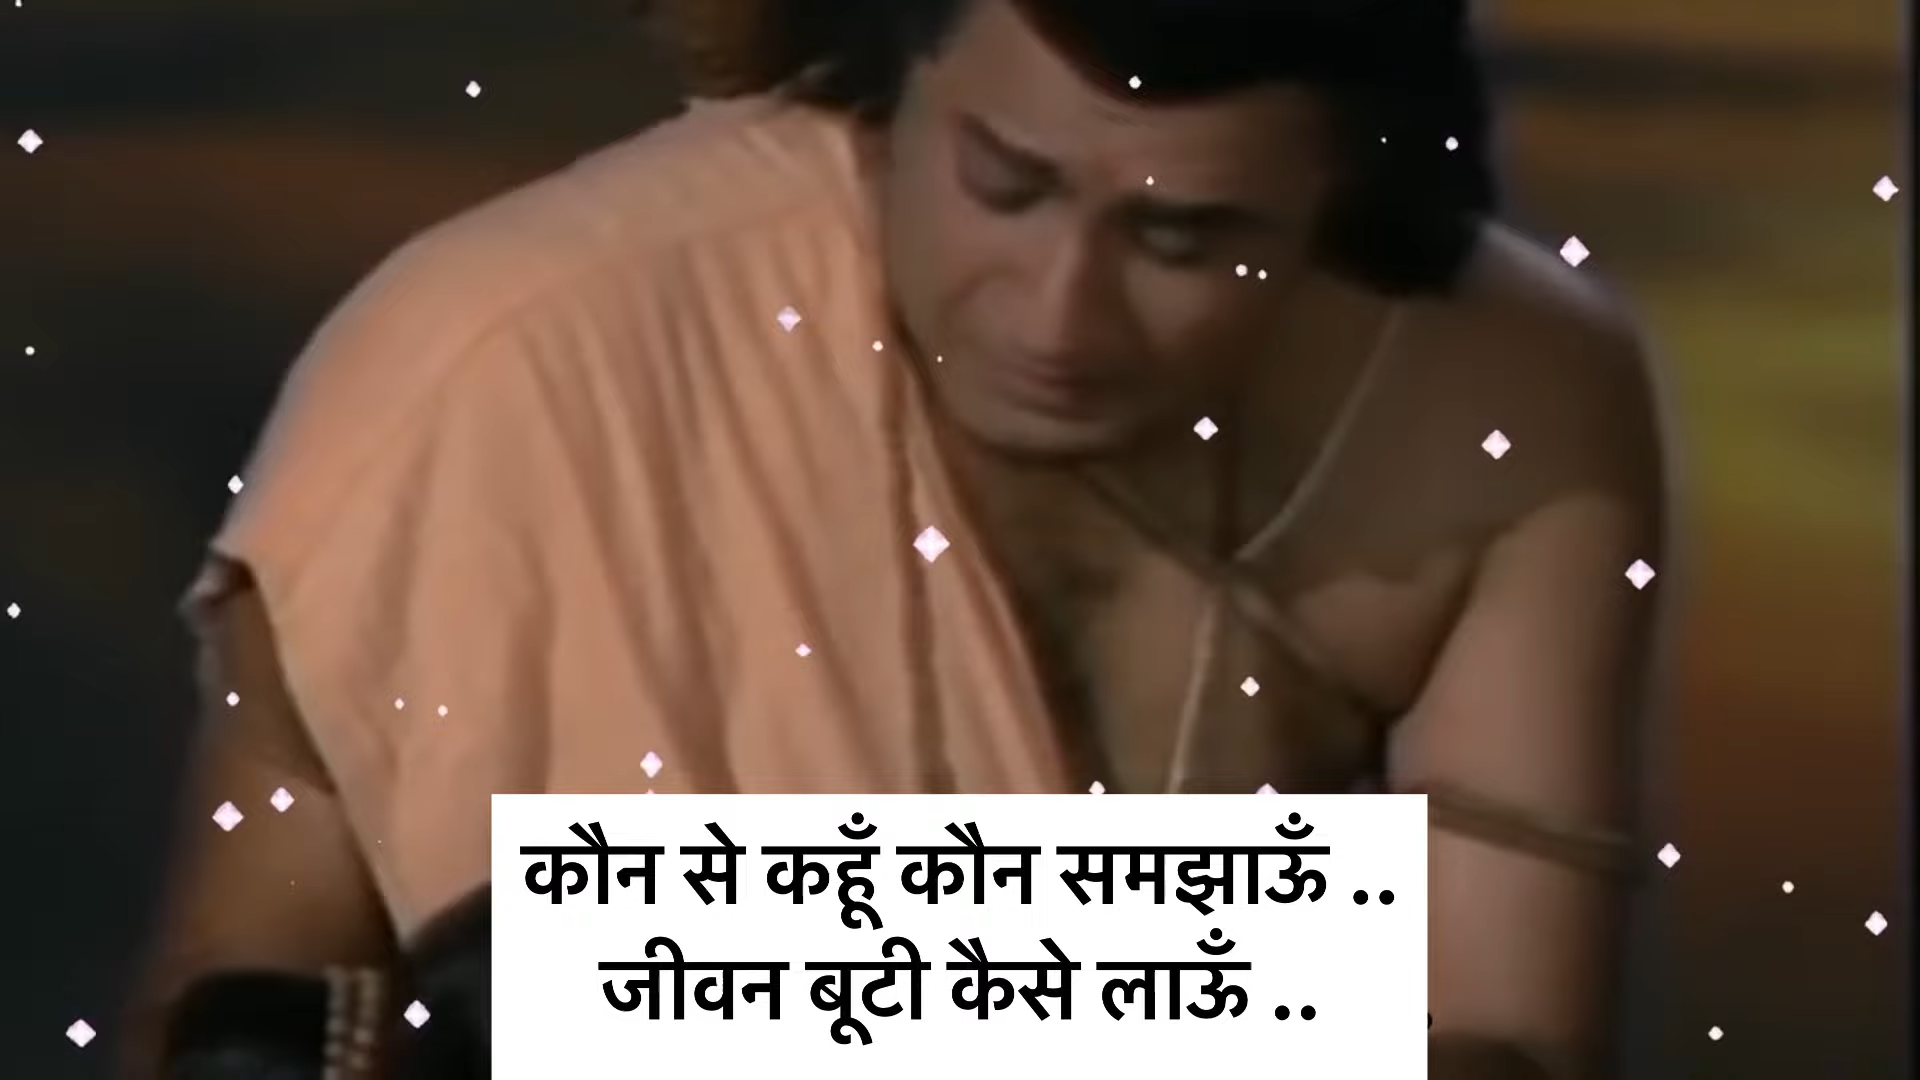 कौन से कहूँ कौन समझाऊँ ..
जीवन बूटी कैसे लाऊँ ..